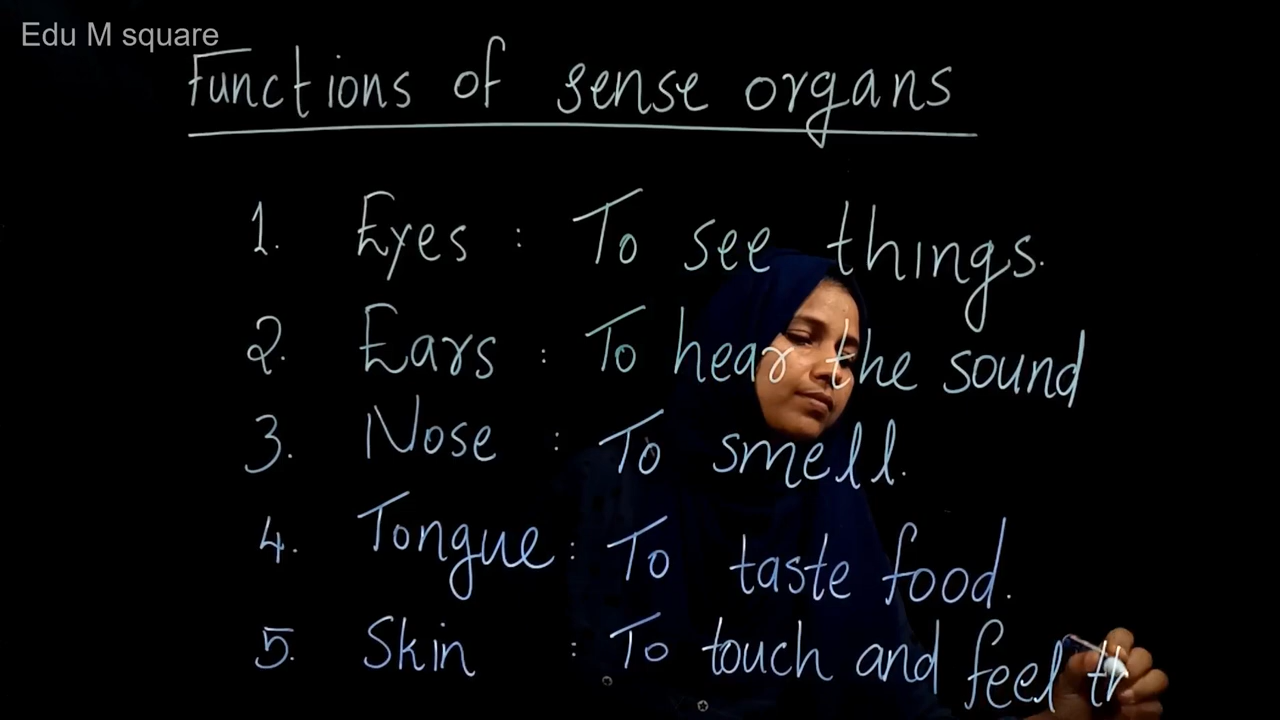 Edu M square
Functions of sense organs
1. Eyes : To see things.
2. Ears : To hear the sound
3. Nose : To smell.
4. Tongue : To taste food.
5. Skin : To touch and feel th